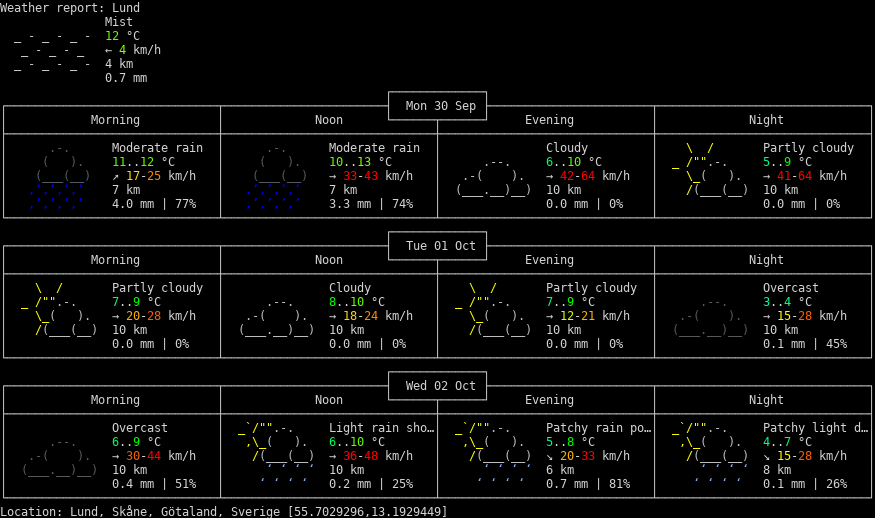 Weather report: Lund
Mist
12 °C
← 4 km/h
4 km
0.7 mm
Mon 30 Sep
Morning Noon Evening Night
Moderate rain Moderate rain Cloudy Partly cloudy
11..12 °C 10..13 °C 6..10 °C 5..9 °C
↗ 17-25 km/h → 33-43 km/h → 42-64 km/h → 41-64 km/h
7 km 7 km 10 km 10 km
4.0 mm | 77% 3.3 mm | 74% 0.0 mm | 0% 0.0 mm | 0%
Tue 01 Oct
Morning Noon Evening Night
Partly cloudy Cloudy Partly cloudy Overcast
7..9 °C 8..10 °C 7..9 °C 3..4 °C
→ 20-28 km/h → 18-24 km/h → 12-21 km/h → 15-28 km/h
10 km 10 km 10 km 10 km
0.0 mm | 0% 0.0 mm | 0% 0.0 mm | 0% 0.1 mm | 45%
Wed 02 Oct
Morning Noon Evening Night
Overcast Light rain sho… Patchy rain po… Patchy light d…
6..9 °C 6..10 °C 5..8 °C 4..7 °C
→ 30-44 km/h → 36-48 km/h ↘ 20-33 km/h ↘ 15-28 km/h
10 km 10 km 6 km 8 km
0.4 mm | 51% 0.2 mm | 25% 0.7 mm | 81% 0.1 mm | 26%
Location: Lund, Skåne, Götaland, Sverige [55.7029296,13.1929449]